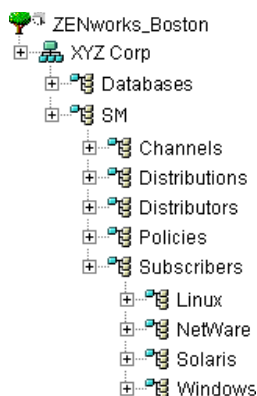 ZENworks_Boston
XYZ Corp
Databases
SM
Channels
Distributions
Distributors
Policies
Subscribers
Linux
NetWare
Solaris
Windows